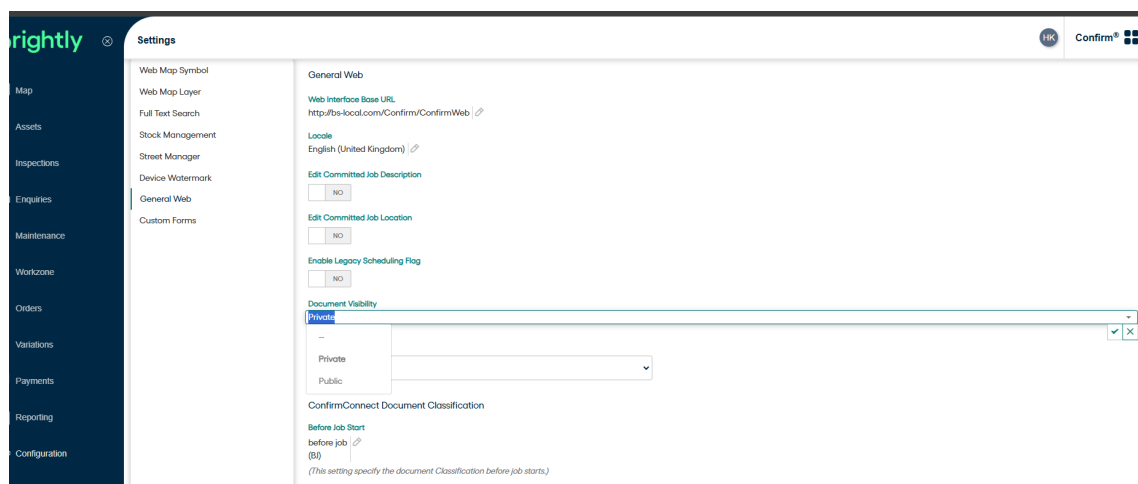 rightly
Settings
HK
Confirm®
Map
Assets
Inspections
Enquiries
Maintenance
Workzone
Orders
Variations
Payments
Reporting
Configuration
Web Map Symbol
Web Map Layer
Full Text Search
Stock Management
Street Manager
Device Watermark
General Web
Custom Forms
General Web
Web Interface Base URL
http://bs-local.com/Confirm/ConfirmWeb
Locale
English (United Kingdom)
Edit Committed Job Description
NO
Edit Committed Job Location
NO
Enable Legacy Scheduling Flag
NO
Document Visibility
Private
--
Private
Public
ConfirmConnect Document Classification
Before Job Start
before job
(BJ)
(This setting specify the document Classification before job starts.)